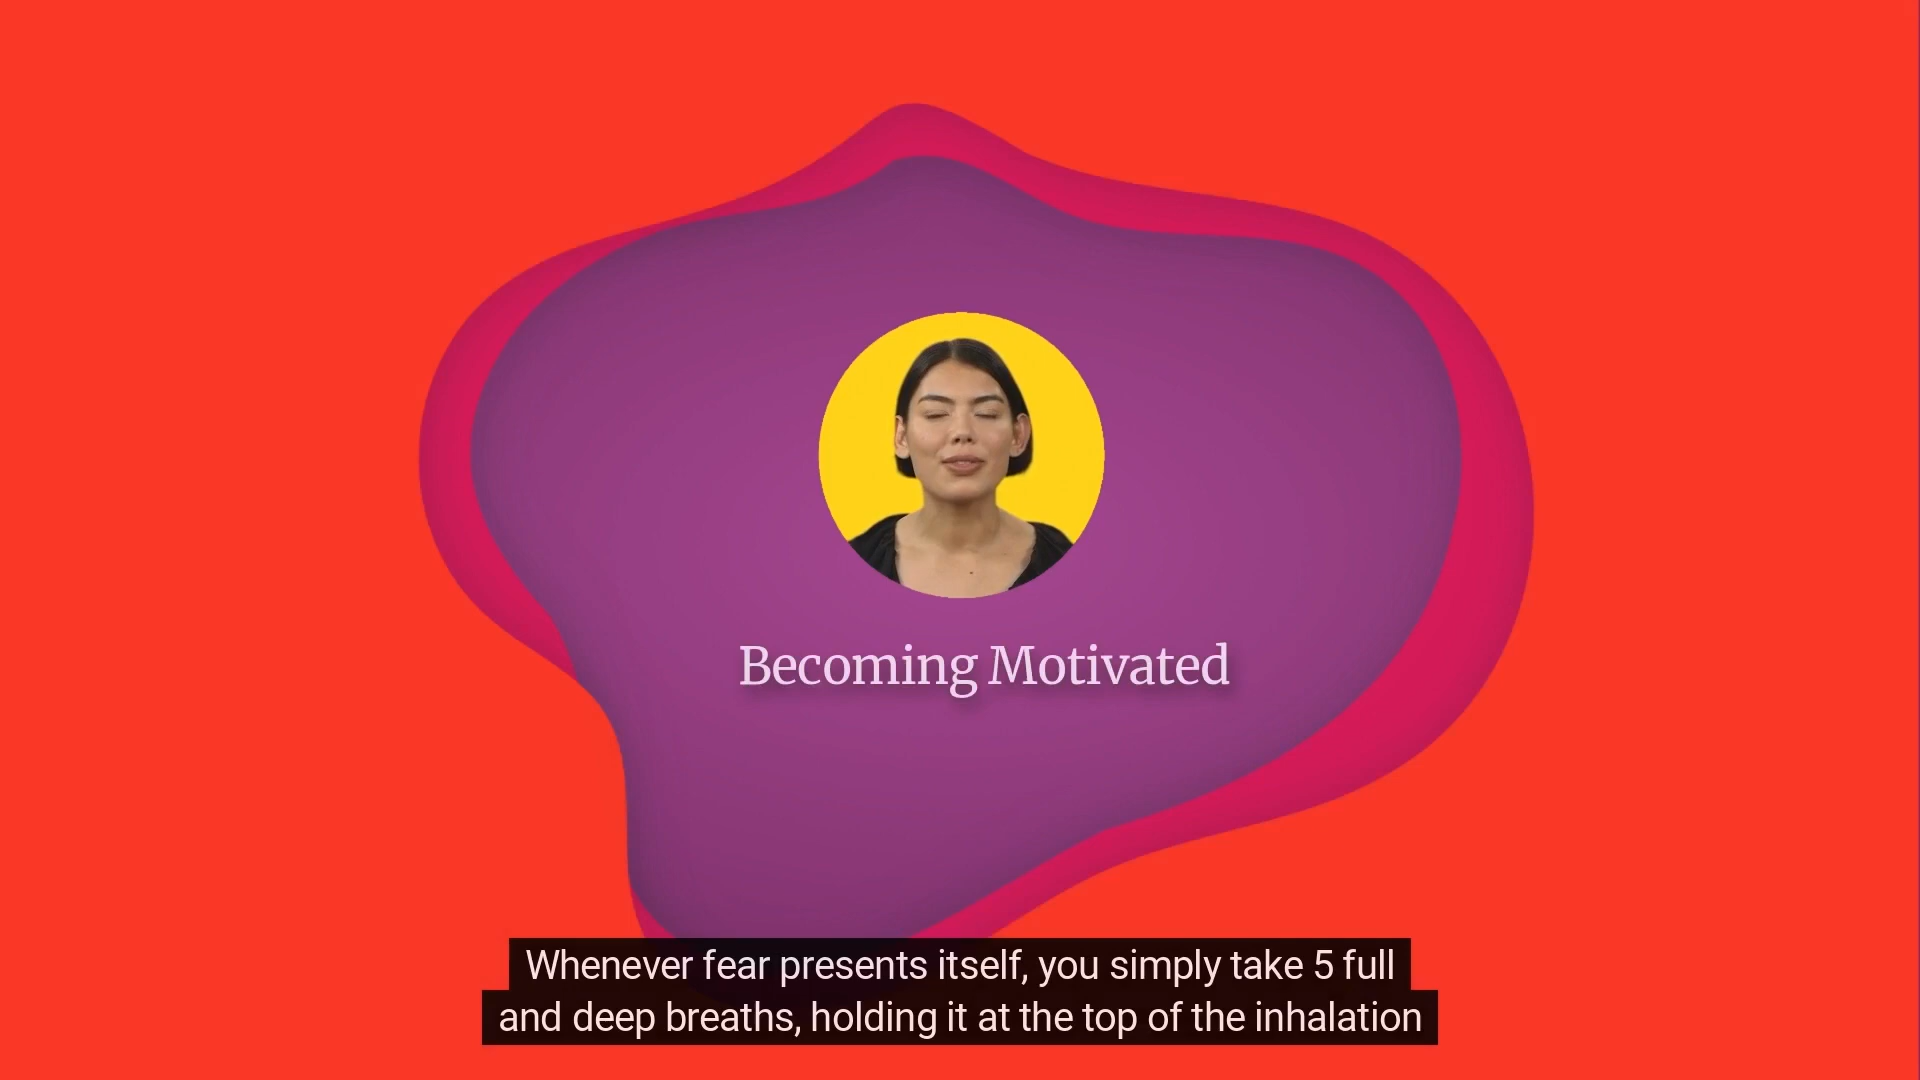 Becoming Motivated
Whenever fear presents itself, you simply take 5 full
and deep breaths, holding it at the top of the inhalation